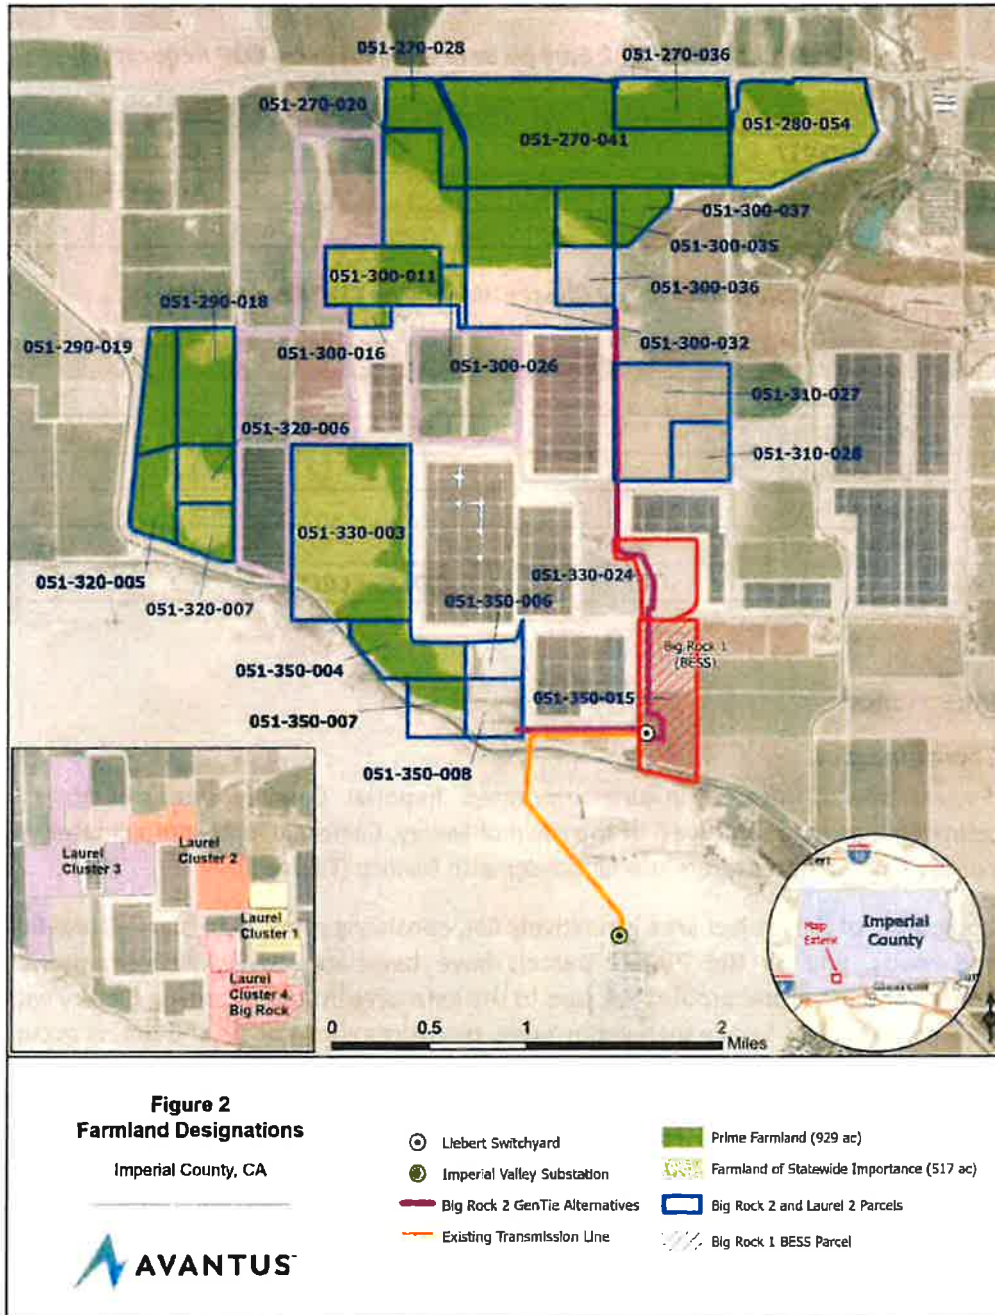 051-270-028
051-270-036
051-270-020
051-280-054
051-270-041
051-300-037
051-300-035
051-300-011
051-300-036
051-290-018
051-290-019
051-300-016
051-300-026
051-300-032
051-310-027
051-320-006
051-310-028
051-330-003
051-330-024
051-320-005
051-350-006
051-320-007
Big Rock 1
(BESS)
051-350-004
051-350-015
051-350-007
051-350-008
Laurel
Cluster 3
Laurel
Cluster 2
Laurel
Cluster 1
Laurel
Cluster 4,
Big Rock
Imperial
County
Map
Extent
0 0.5 1 2
Miles
Figure 2
Farmland Designations
Imperial County, CA
AVANTUS
Liebert Switchyard
Imperial Valley Substation
Big Rock 2 GenTie Alternatives
Existing Transmission Line
Prime Farmland (929 ac)
Farmland of Statewide Importance (517 ac)
Big Rock 2 and Laurel 2 Parcels
Big Rock 1 BESS Parcel